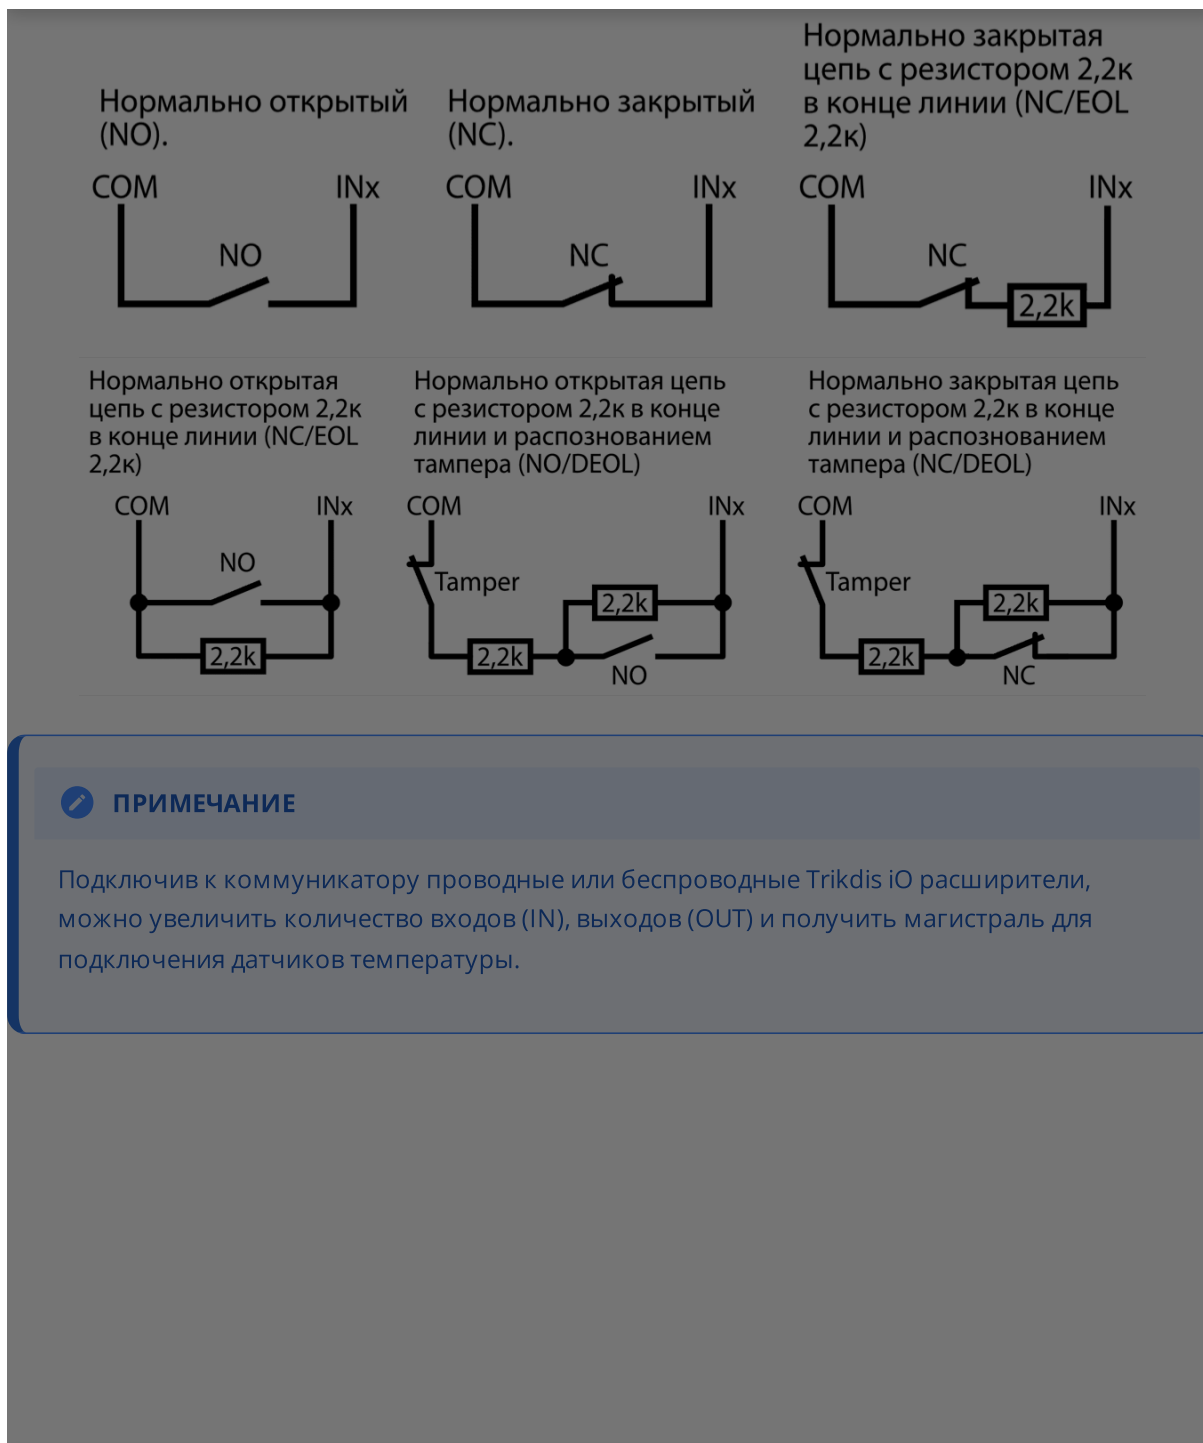 Нормально открытый
(NO).
COM
INx
NO
Нормально закрытый
(NC).
COM
INx
NC
Нормально закрытая
цепь с резистором 2,2к
в конце линии (NC/EOL
2,2к)
COM
INx
NC
2,2k
Нормально открытая
цепь с резистором 2,2к
в конце линии (NC/EOL
2,2к)
COM
INx
NO
2,2k
Нормально открытая цепь
с резистором 2,2к в конце
линии и распознованием
тампера (NO/DEOL)
COM
INx
Tamper
2,2k
2,2k
NO
Нормально закрытая цепь
с резистором 2,2к в конце
линии и распознованием
тампера (NC/DEOL)
COM
INx
Tamper
2,2k
2,2k
NC
ПРИМЕЧАНИЕ
Подключив к коммуникатору проводные или беспроводные Trikdis iO расширители,
можно увеличить количество входов (IN), выходов (OUT) и получить магистраль для
подключения датчиков температуры.